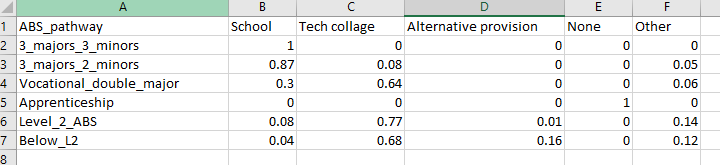 A B C D E F
1 ABS_pathway School Tech collage Alternative provision None Other
2 3_majors_3_minors 1 0 0 0 0
3 3_majors_2_minors 0.87 0.08 0 0 0.05
4 Vocational_double_major 0.3 0.64 0 0 0.06
5 Apprenticeship 0 0 0 1 0
6 Level_2_ABS 0.08 0.77 0.01 0 0.14
7 Below_L2 0.04 0.68 0.16 0 0.12
8